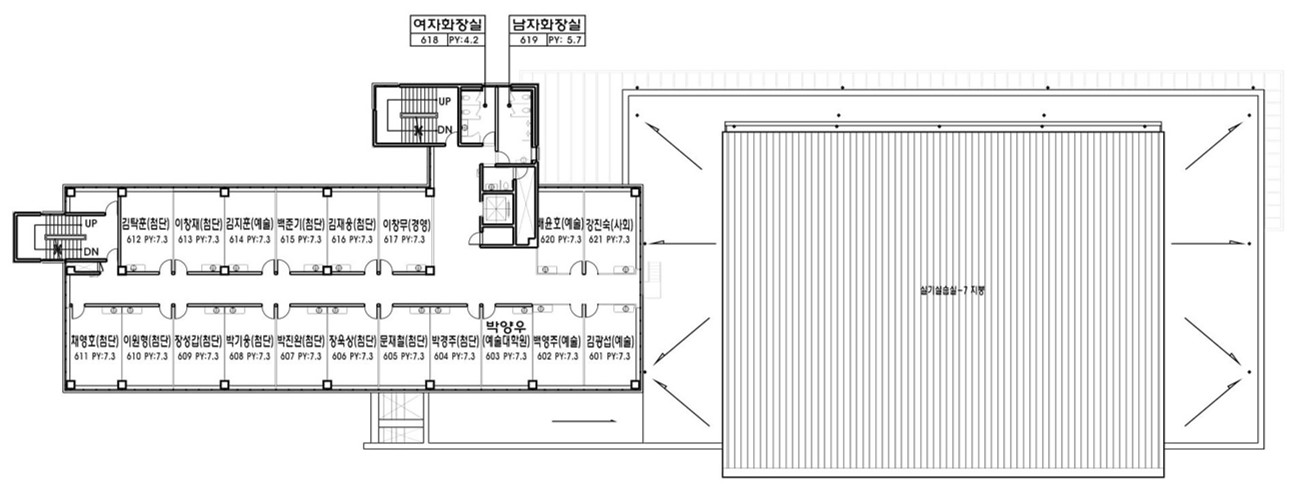 여자화장실
618 PY:4.2
남자화장실
619 PY: 5.7
UP
DN
UP
DN
김탁훈(첨단)
612 PY:7.3
이창재(첨단)
613 PY:7.3
김지훈(예술)
614 PY:7.3
백준기(첨단)
615 PY:7.3
김재웅(첨단)
616 PY:7.3
이창무(경영)
617 PY:7.3
배윤호(예술)
620 PY:7.3
강진숙(사회)
621 PY:7.3
실기실습실-7 지붕
채영호(첨단)
611 PY:7.3
이원형(첨단)
610 PY:7.3
장성갑(첨단)
609 PY:7.3
박기웅(첨단)
608 PY:7.3
박진완(첨단)
607 PY:7.3
장욱상(첨단)
606 PY:7.3
문재철(첨단)
605 PY:7.3
박경주(첨단)
604 PY:7.3
박양우
(예술대학원)
603 PY:7.3
백영주(예술)
602 PY:7.3
김광섭(예술)
601 PY:7.3